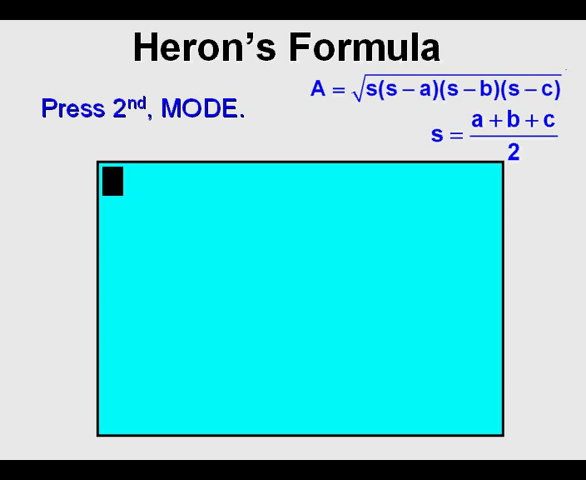 Heron's Formula
Press 2nd, MODE.
A = √s(s – a)(s – b)(s – c)
s = a + b + c
2